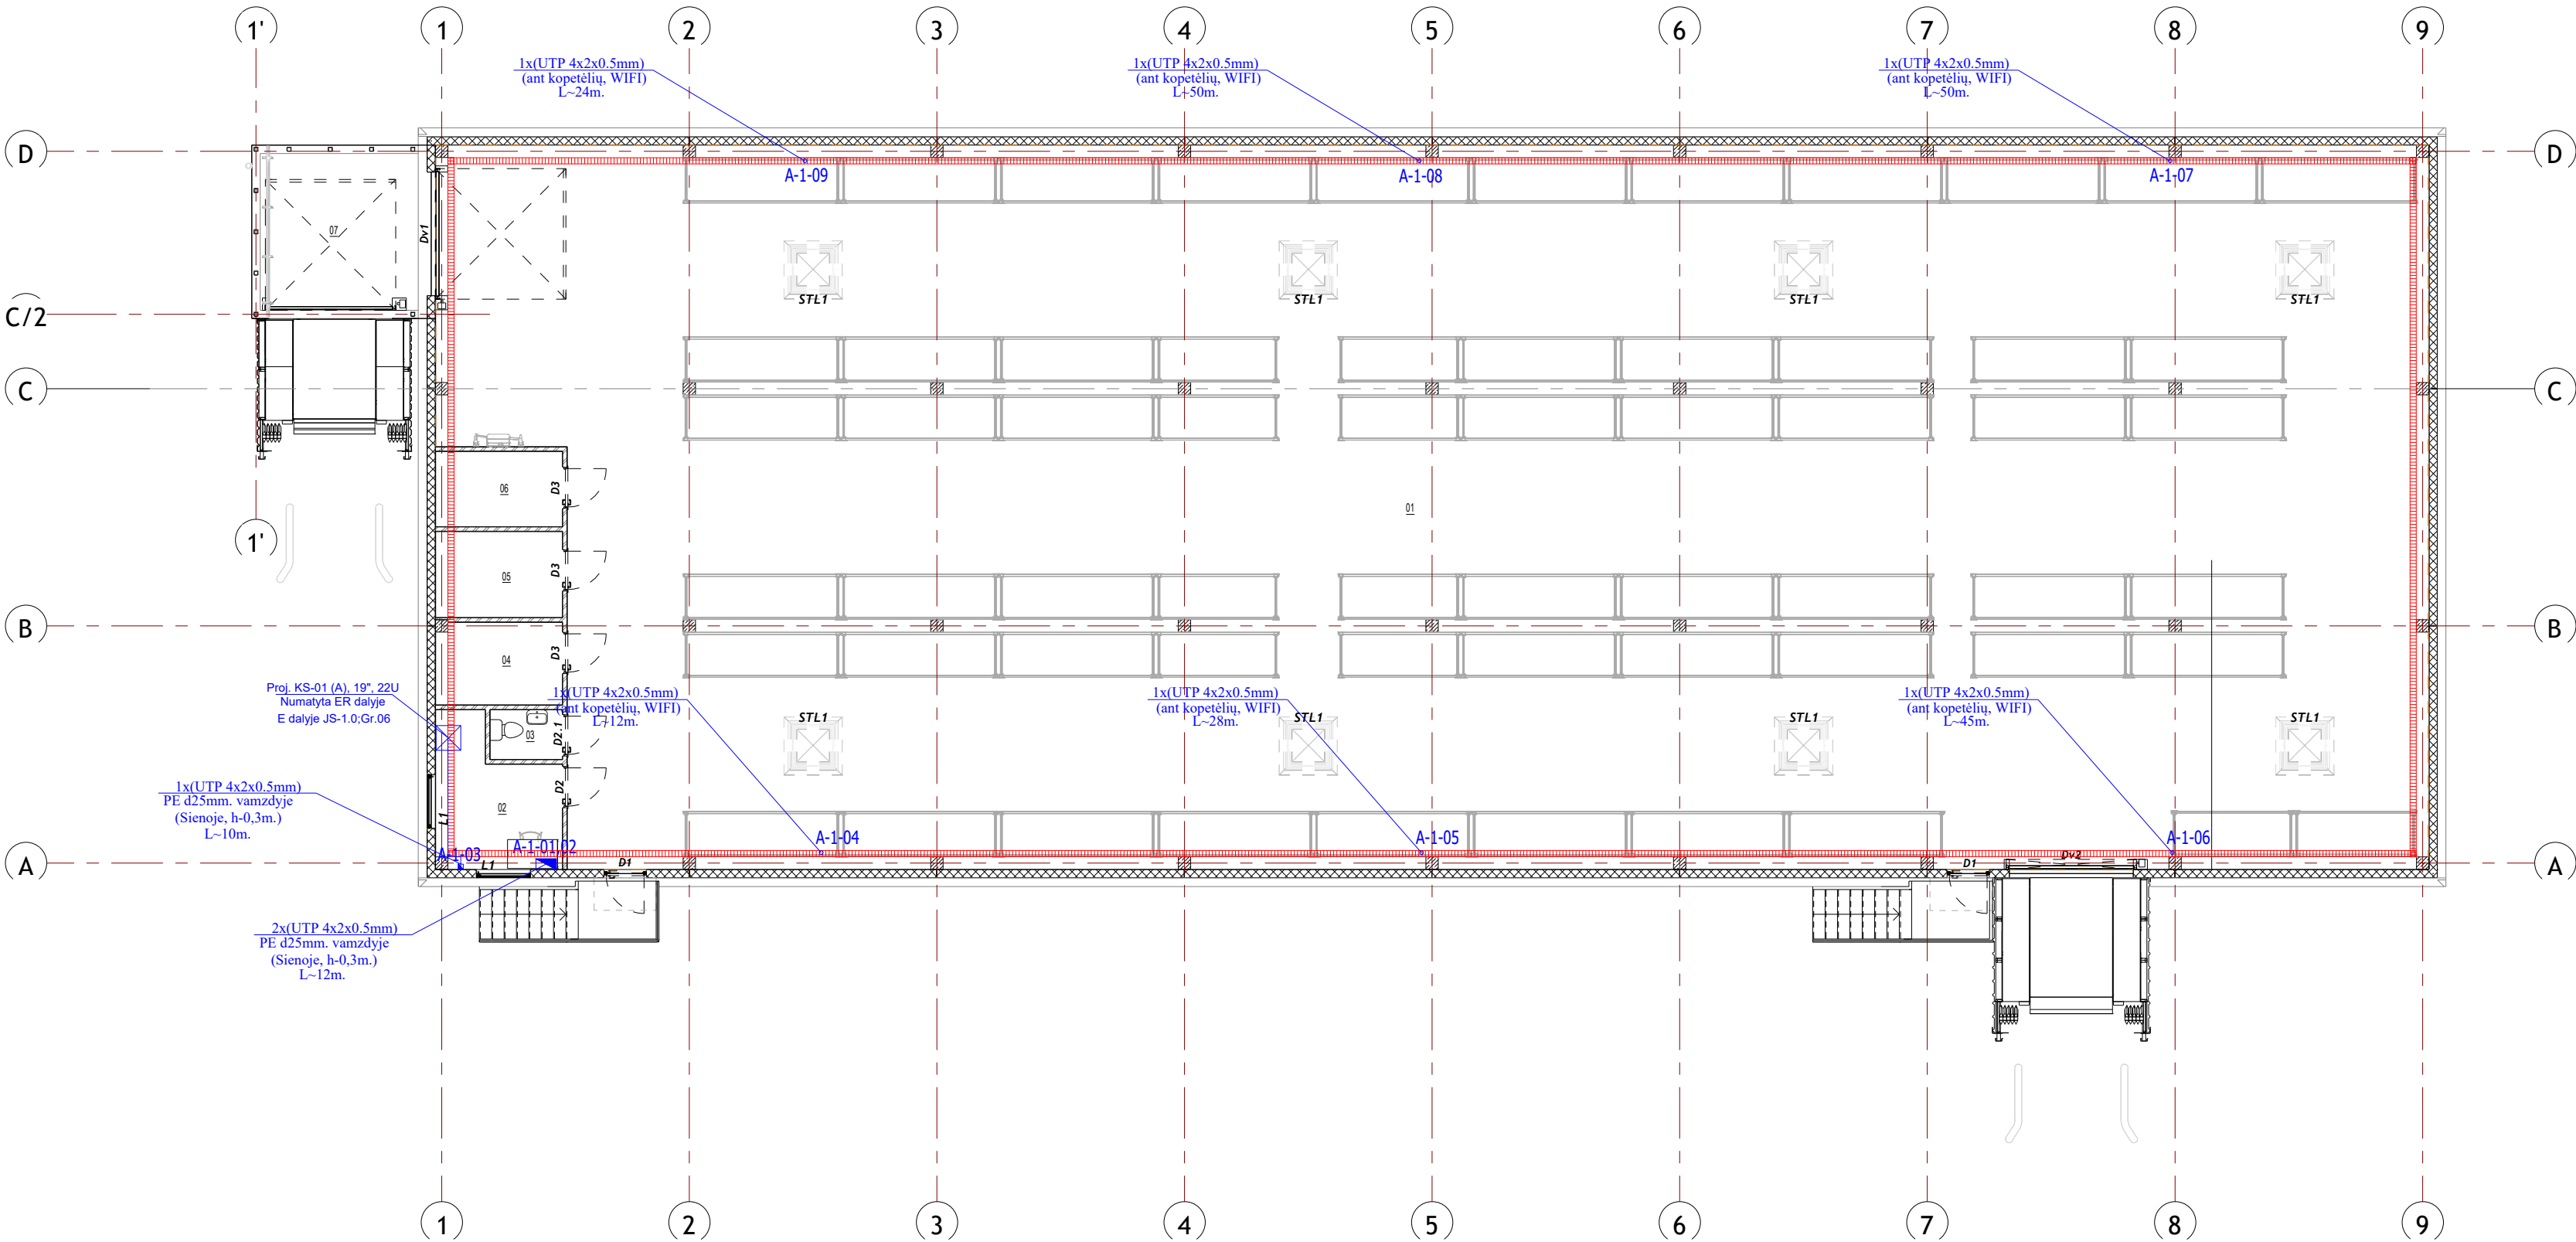 1' 1 2 3 4 5 6 7 8 9
1x(UTP 4x2x0.5mm)
(ant kopetėlių, WIFI)
L~24m.
1x(UTP 4x2x0.5mm)
(ant kopetėlių, WIFI)
L~50m.
1x(UTP 4x2x0.5mm)
(ant kopetėlių, WIFI)
L~50m.
D D
A-1-09 A-1-08 A-1-07
07
Dv1
STL1 STL1 STL1 STL1
C/2
C C
06
D3
01
1'
05
D3
B B
04
D3
Proj. KS-01 (A), 19", 22U
Numatyta ER dalyje
E dalyje JS-1.0;Gr.06
1x(UTP 4x2x0.5mm)
(ant kopetėlių, WIFI)
L~12m.
1x(UTP 4x2x0.5mm)
(ant kopetėlių, WIFI)
L~28m.
1x(UTP 4x2x0.5mm)
(ant kopetėlių, WIFI)
L~45m.
STL1 STL1 STL1 STL1
03
D2.1
1x(UTP 4x2x0.5mm)
PE d25mm. vamzdyje
(Sienoje, h-0,3m.)
L~10m.
02
D2
L1
A-1-03 A-1-01/02 A-1-04 A-1-05 A-1-06
L1 D1 D1 Dv2
A A
2x(UTP 4x2x0.5mm)
PE d25mm. vamzdyje
(Sienoje, h-0,3m.)
L~12m.
1 2 3 4 5 6 7 8 9